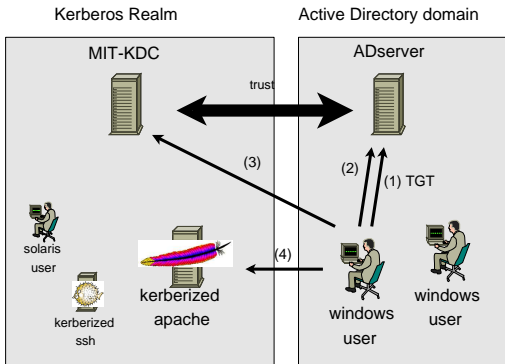 Kerberos Realm
Active Directory domain
MIT-KDC
ADserver
trust
(3)
(2)
(1) TGT
solaris
user
(4)
kerberized
ssh
kerberized
apache
windows
user
windows
user